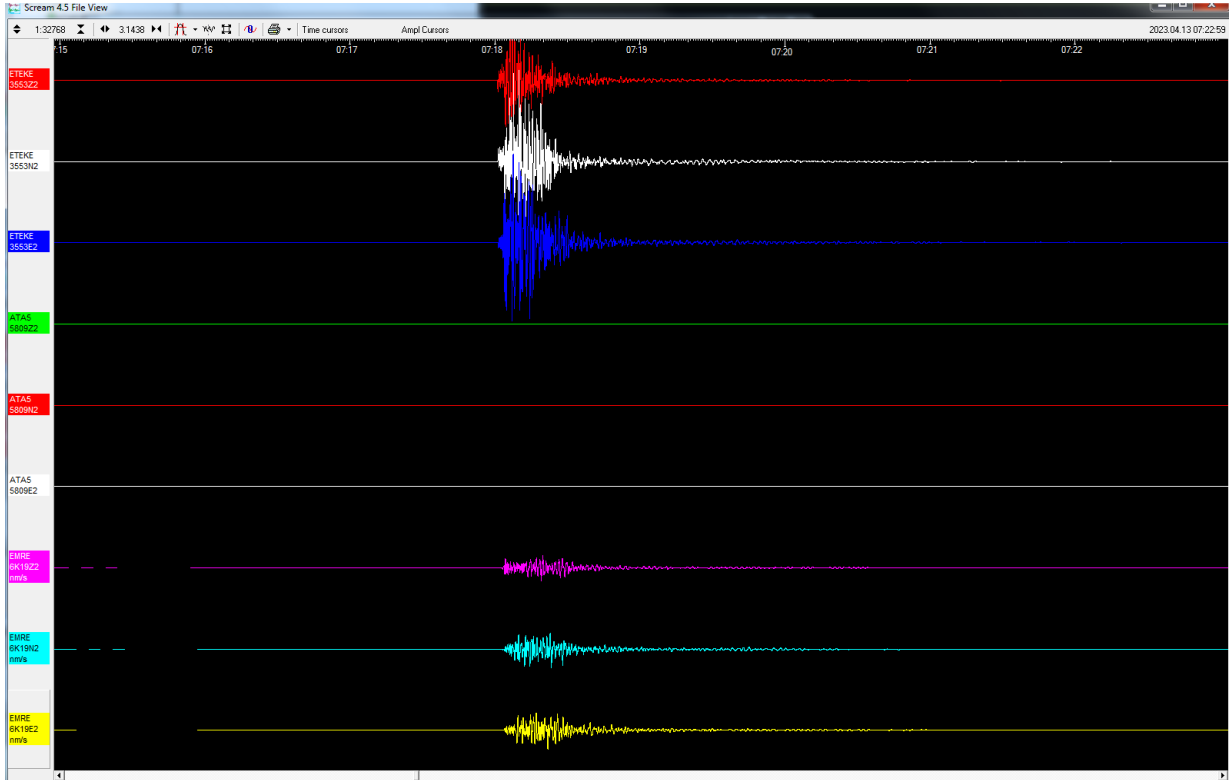 Scream 4.5 File View
1:32768 3.1438 Time cursors Ampl Cursors 2023.04.13 07:22:59
7:15 07:16 07:17 07:18 07:19 07:20 07:21 07:22
ETEKE
3553Z2
ETEKE
3553N2
ETEKE
3553E2
ATA5
5809Z2
ATA5
5809N2
ATA5
5809E2
EMRE
6K19Z2
nm/s
EMRE
6K19N2
nm/s
EMRE
6K19E2
nm/s